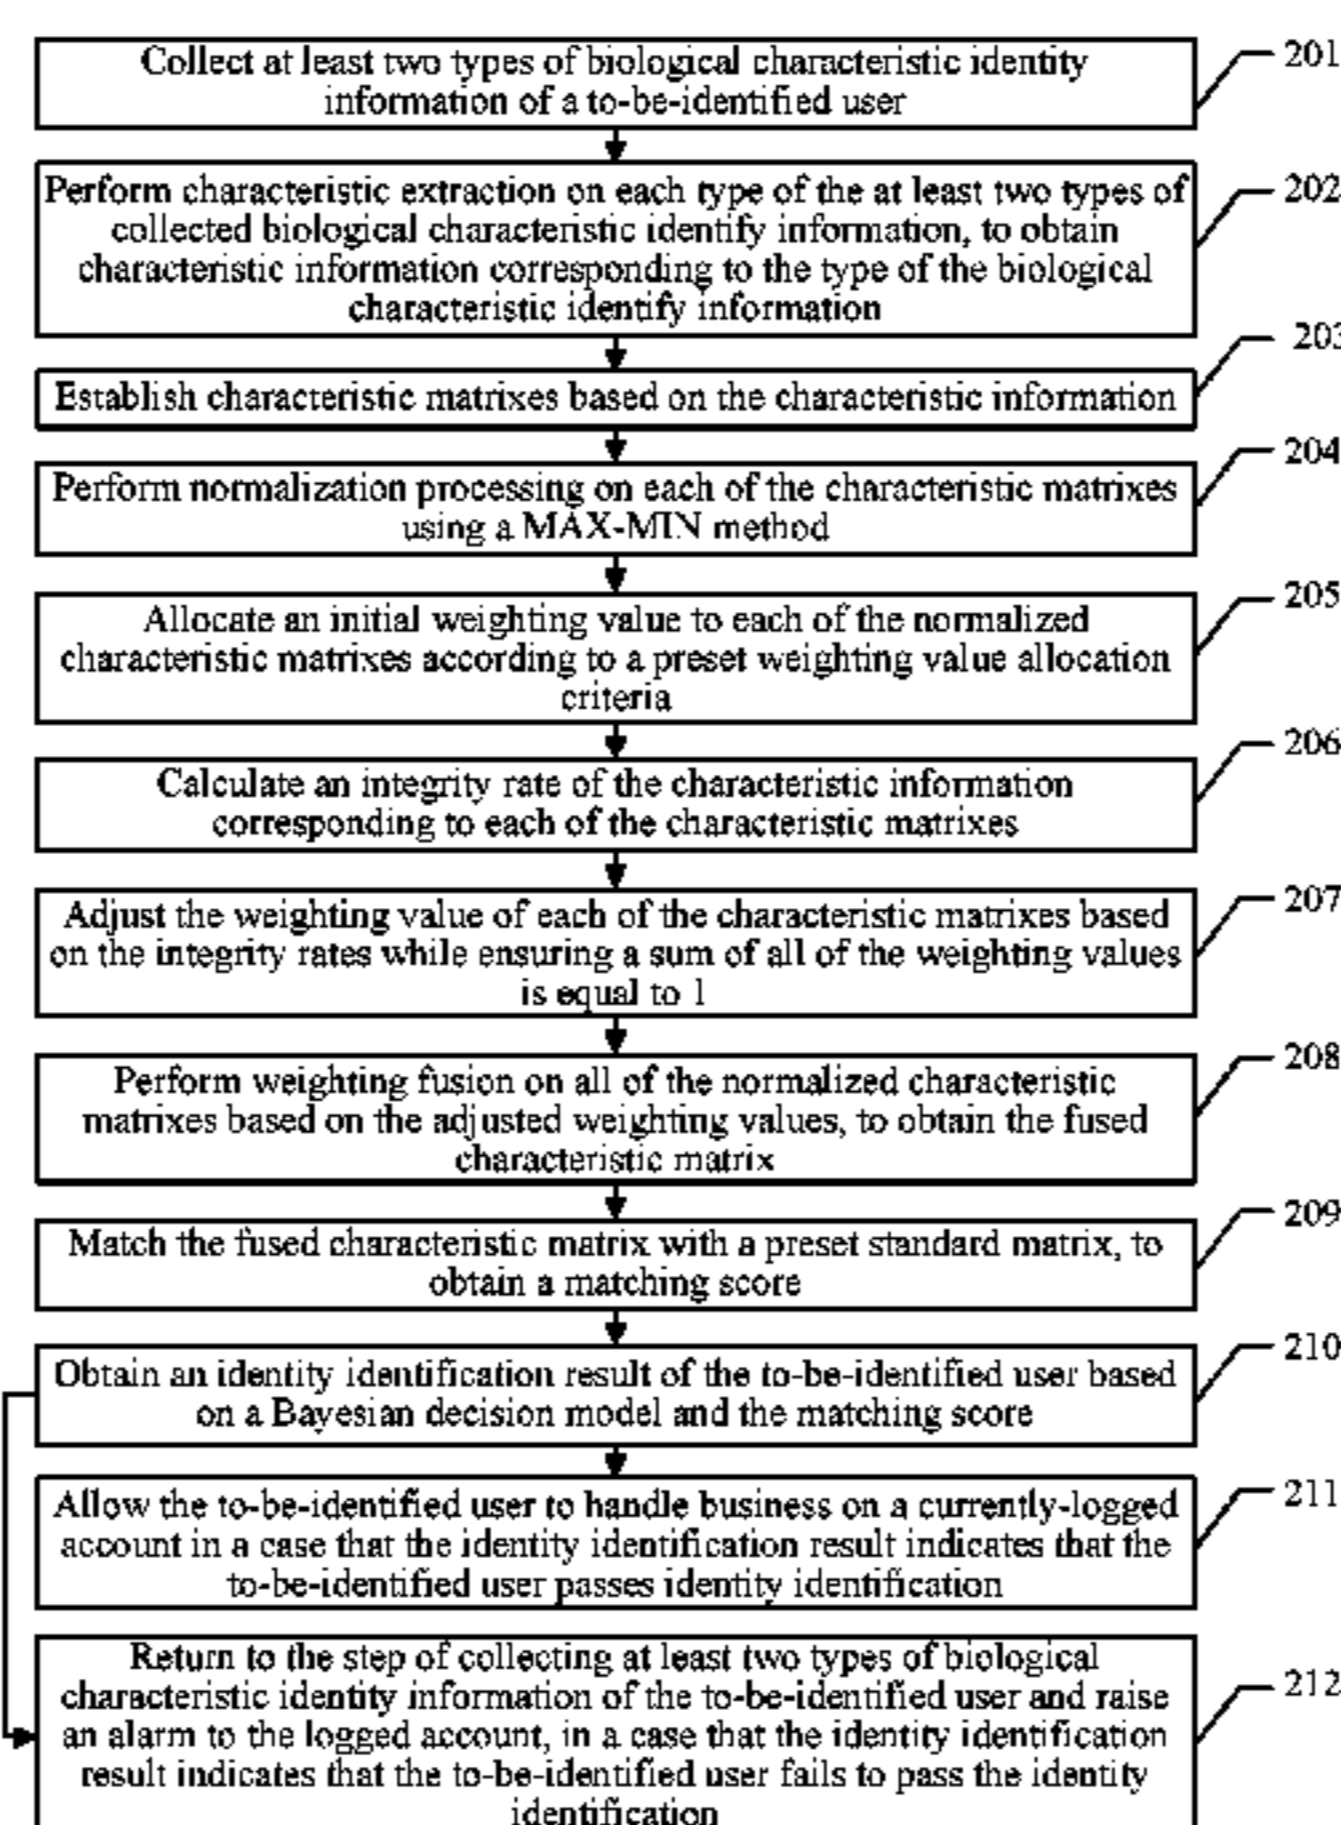 Collect at least two types of biological characteristic identity
information of a to-be-identified user
201
Perform characteristic extraction on each type of the at least two types of
collected biological characteristic identify information, to obtain
characteristic information corresponding to the type of the biological
characteristic identify information
202
Establish characteristic matrixes based on the characteristic information
203
Perform normalization processing on each of the characteristic matrixes
using a MAX-MIN method
204
Allocate an initial weighting value to each of the normalized
characteristic matrixes according to a preset weighting value allocation
criteria
205
Calculate an integrity rate of the characteristic information
corresponding to each of the characteristic matrixes
206
Adjust the weighting value of each of the characteristic matrixes based
on the integrity rates while ensuring a sum of all of the weighting values
is equal to 1
207
Perform weighting fusion on all of the normalized characteristic
matrixes based on the adjusted weighting values, to obtain the fused
characteristic matrix
208
Match the fused characteristic matrix with a preset standard matrix, to
obtain a matching score
209
Obtain an identity identification result of the to-be-identified user based
on a Bayesian decision model and the matching score
210
Allow the to-be-identified user to handle business on a currently-logged
account in a case that the identity identification result indicates that the
to-be-identified user passes identity identification
211
Return to the step of collecting at least two types of biological
characteristic identity information of the to-be-identified user and raise
an alarm to the logged account, in a case that the identity identification
result indicates that the to-be-identified user fails to pass the identity
identification
212